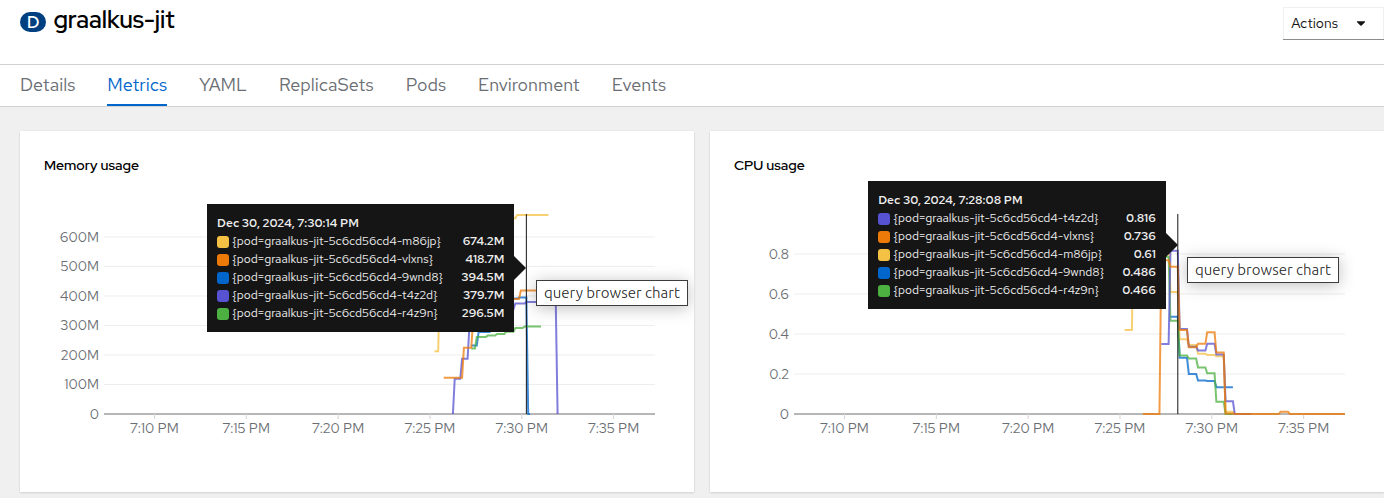 D graalkus-jit
Actions
Details Metrics YAML ReplicaSets Pods Environment Events
Memory usage
Dec 30, 2024, 7:30:14 PM
{pod=graalkus-jit-5c6cd56cd4-m86jp} 674.2M
{pod=graalkus-jit-5c6cd56cd4-vlxns} 418.7M
{pod=graalkus-jit-5c6cd56cd4-9wnd8} 394.5M
{pod=graalkus-jit-5c6cd56cd4-t4z2d} 379.7M
{pod=graalkus-jit-5c6cd56cd4-r4z9n} 296.5M
query browser chart
600M
500M
400M
300M
200M
100M
0
7:10 PM 7:15 PM 7:20 PM 7:25 PM 7:30 PM 7:35 PM
CPU usage
Dec 30, 2024, 7:28:08 PM
{pod=graalkus-jit-5c6cd56cd4-t4z2d} 0.816
{pod=graalkus-jit-5c6cd56cd4-vlxns} 0.736
{pod=graalkus-jit-5c6cd56cd4-m86jp} 0.61
{pod=graalkus-jit-5c6cd56cd4-9wnd8} 0.486
{pod=graalkus-jit-5c6cd56cd4-r4z9n} 0.466
query browser chart
0.8
0.6
0.4
0.2
0
7:10 PM 7:15 PM 7:20 PM 7:25 PM 7:30 PM 7:35 PM